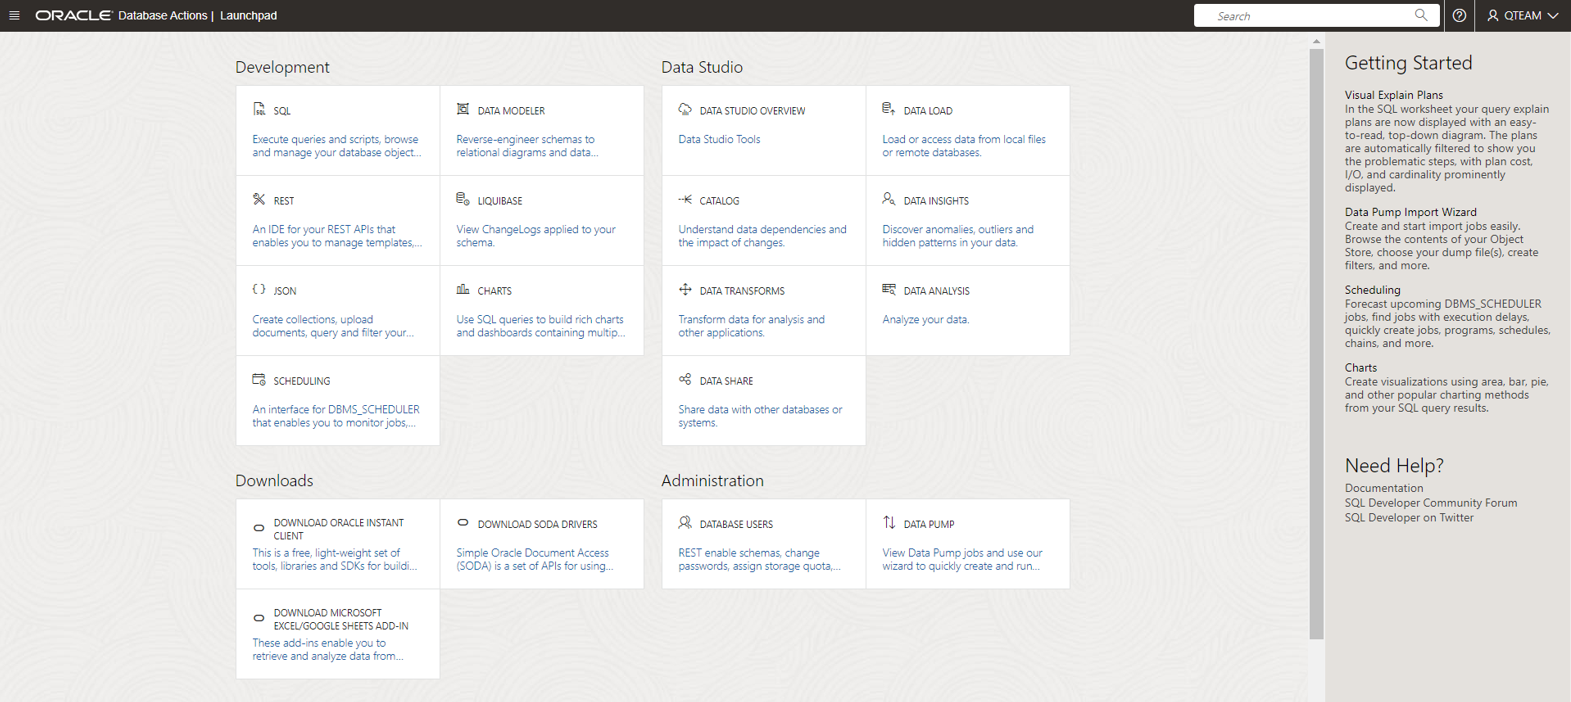 ORACLE Database Actions | Launchpad
Search
QTEAM
Development
SQL
Execute queries and scripts, browse
and manage your database object...
DATA MODELER
Reverse-engineer schemas to
relational diagrams and data...
REST
An IDE for your REST APIs that
enables you to manage templates,...
LIQUIBASE
View ChangeLogs applied to your
schema.
JSON
Create collections, upload
documents, query and filter your...
CHARTS
Use SQL queries to build rich charts
and dashboards containing multip...
SCHEDULING
An interface for DBMS_SCHEDULER
that enables you to monitor jobs,...
Data Studio
DATA STUDIO OVERVIEW
Data Studio Tools
DATA LOAD
Load or access data from local files
or remote databases.
CATALOG
Understand data dependencies and
the impact of changes.
DATA INSIGHTS
Discover anomalies, outliers and
hidden patterns in your data.
DATA TRANSFORMS
Transform data for analysis and
other applications.
DATA ANALYSIS
Analyze your data.
DATA SHARE
Share data with other databases or
systems.
Downloads
DOWNLOAD ORACLE INSTANT
CLIENT
This is a free, light-weight set of
tools, libraries and SDKs for buildi...
DOWNLOAD SODA DRIVERS
Simple Oracle Document Access
(SODA) is a set of APIs for using...
DOWNLOAD MICROSOFT
EXCEL/GOOGLE SHEETS ADD-IN
These add-ins enable you to
retrieve and analyze data from...
Administration
DATABASE USERS
REST enable schemas, change
passwords, assign storage quota,...
DATA PUMP
View Data Pump jobs and use our
wizard to quickly create and run...
Getting Started
Visual Explain Plans
In the SQL worksheet your query explain
plans are now displayed with an easy-
to-read, top-down diagram. The plans
are automatically filtered to show you
the problematic steps, with plan cost,
I/O, and cardinality prominently
displayed.
Data Pump Import Wizard
Create and start import jobs easily.
Browse the contents of your Object
Store, choose your dump file(s), create
filters, and more.
Scheduling
Forecast upcoming DBMS_SCHEDULER
jobs, find jobs with execution delays,
quickly create jobs, programs, schedules,
chains, and more.
Charts
Create visualizations using area, bar, pie,
and other popular charting methods
from your SQL query results.
Need Help?
Documentation
SQL Developer Community Forum
SQL Developer on Twitter